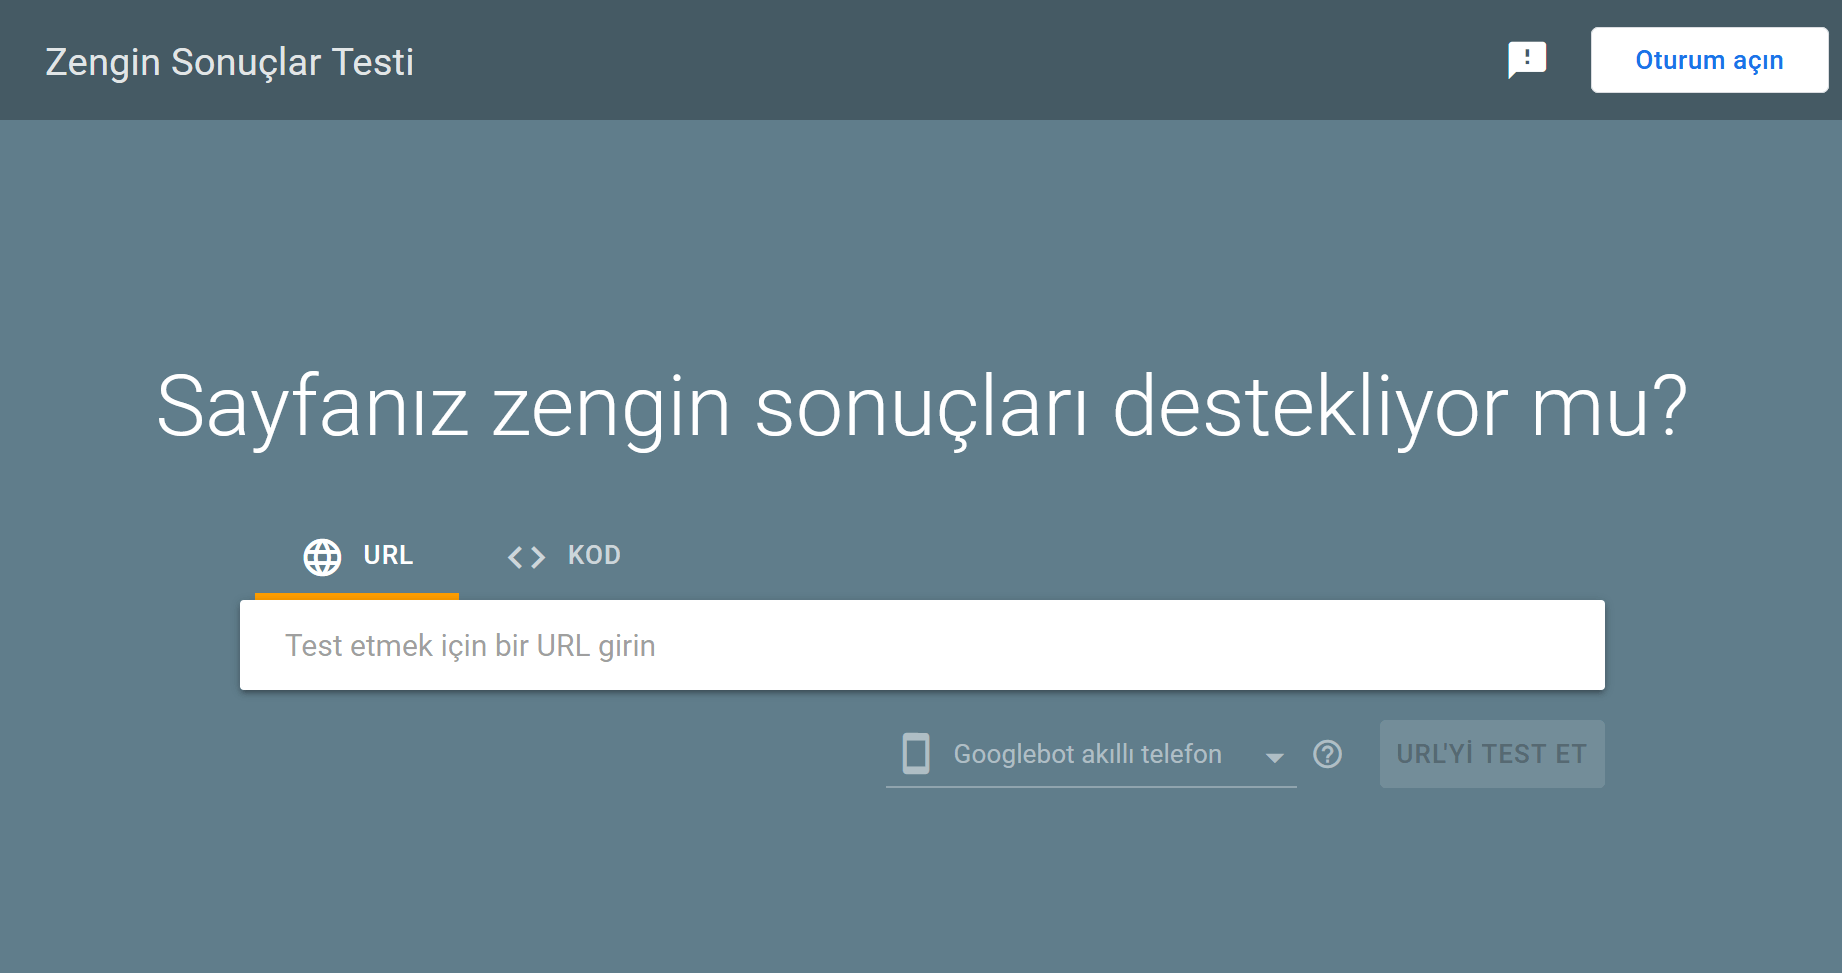 Zengin Sonuçlar Testi
Oturum açın
Sayfanız zengin sonuçları destekliyor mu?
URL
KOD
Test etmek için bir URL girin
Googlebot akıllı telefon
URL'Yİ TEST ET